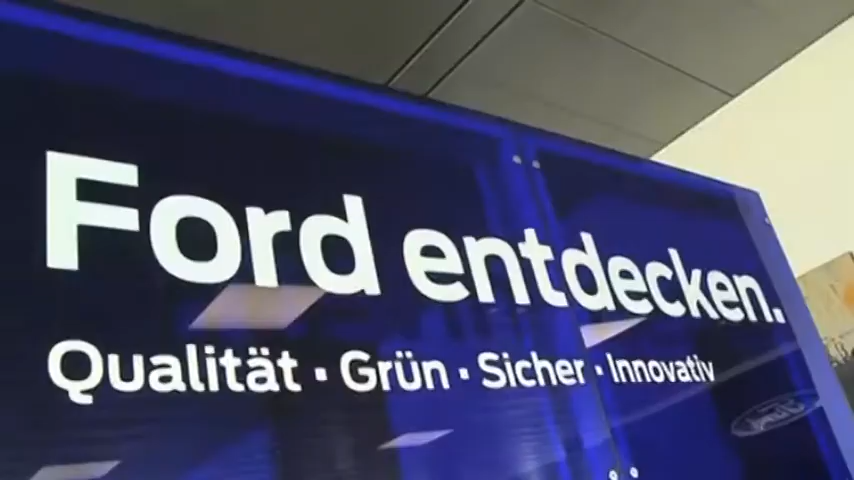 Ford entdecken.
Qualität · Grün · Sicher · Innovativ